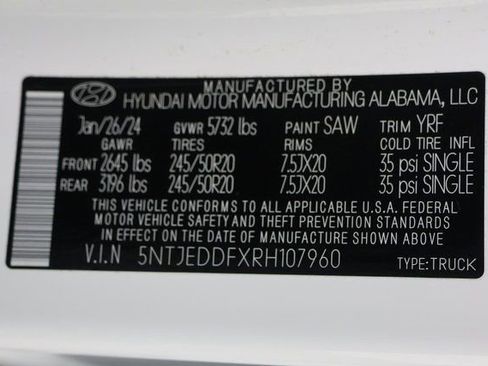 MANUFACTURED BY
HYUNDAI MOTOR MANUFACTURING ALABAMA, LLC
Jan/26/24 GVWR 5732 lbs PAINT SAW TRIM YRF
GAWR TIRES RIMS COLD TIRE INFL
FRONT 2645 lbs 245/50R20 7.5JX20 35 psi SINGLE
REAR 3196 lbs 245/50R20 7.5JX20 35 psi SINGLE
THIS VEHICLE CONFORMS TO ALL APPLICABLE U.S.A. FEDERAL
MOTOR VEHICLE SAFETY AND THEFT PREVENTION STANDARDS
IN EFFECT ON THE DATE OF MANUFACTURE SHOWN ABOVE
V.I.N 5NTJEDDFXRH107960 TYPE:TRUCK